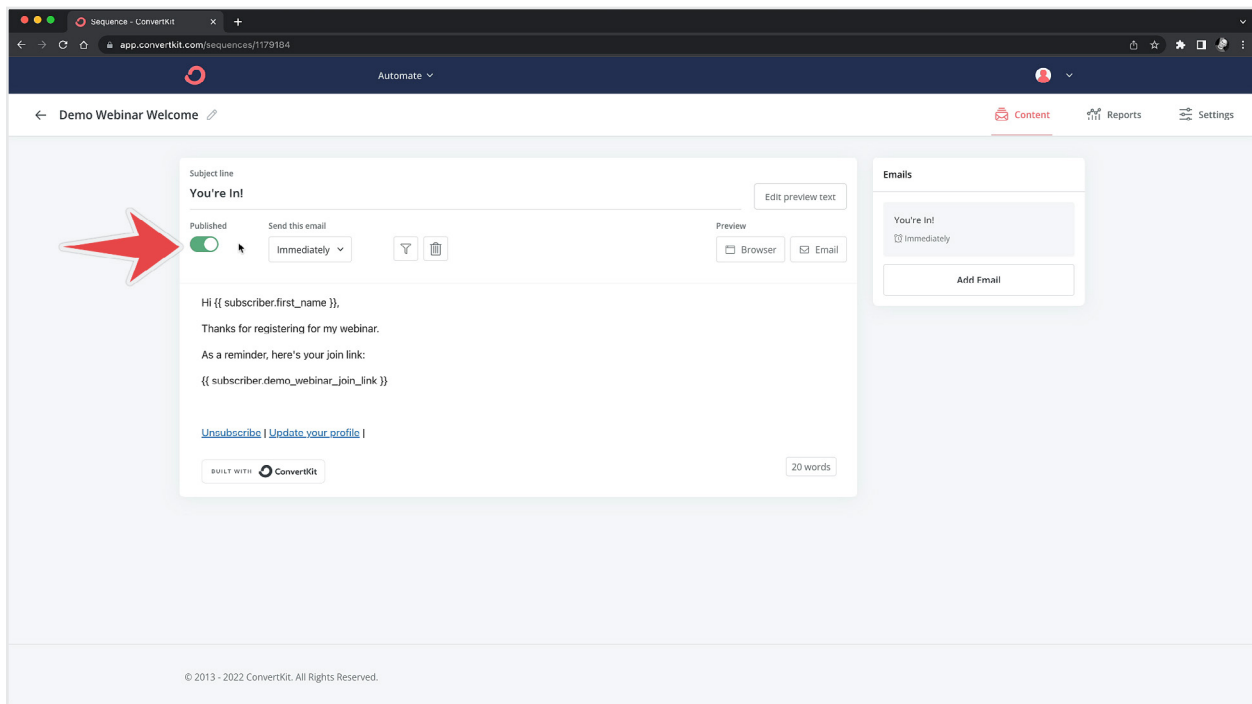 Sequence - ConvertKit
app.convertkit.com/sequences/1179184
Automate
Demo Webinar Welcome
Content
Reports
Settings
Subject line
You're In!
Edit preview text
Published
Send this email
Immediately
Preview
Browser
Email
Hi {{ subscriber.first_name }},
Thanks for registering for my webinar.
As a reminder, here's your join link:
{{ subscriber.demo_webinar_join_link }}
Unsubscribe | Update your profile |
BUILT WITH ConvertKit
20 words
Emails
You're In!
Immediately
Add Email
© 2013 - 2022 ConvertKit. All Rights Reserved.